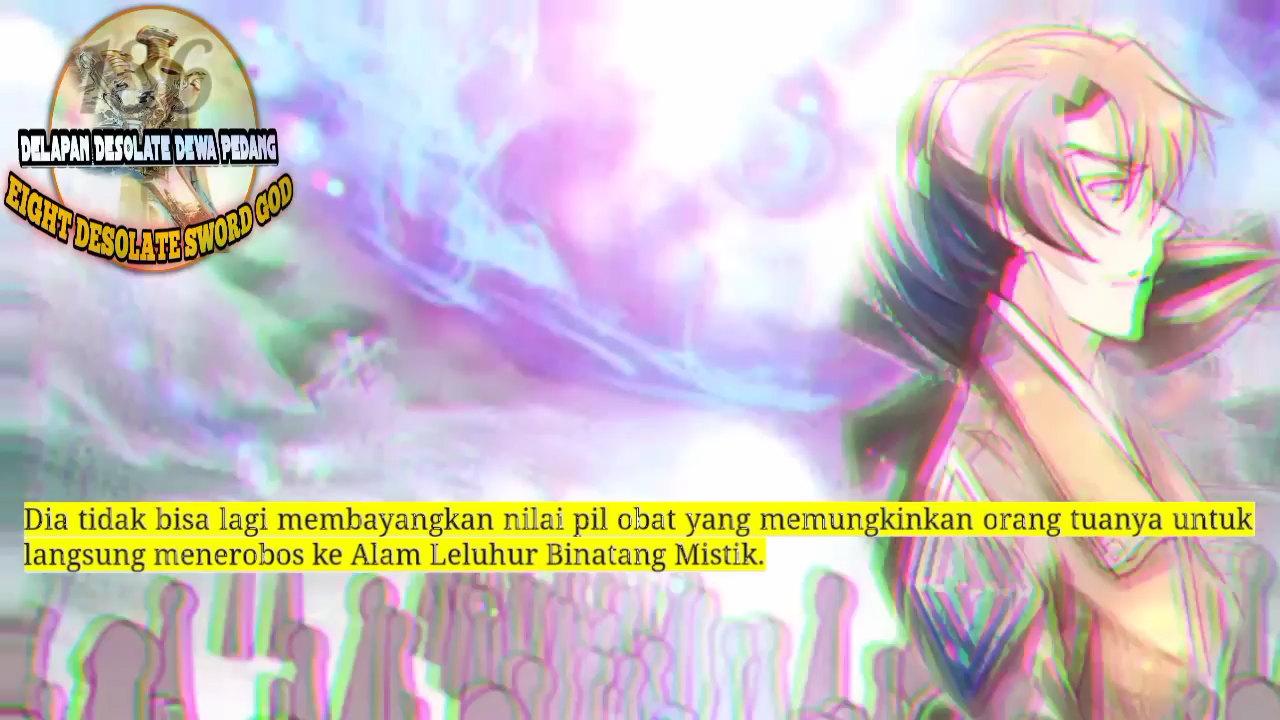 186
DELAPAN DESOLATE DEWA PEDANG
EIGHT DESOLATE SWORD GOD
Dia tidak bisa lagi membayangkan nilai pil obat yang memungkinkan orang tuanya untuk
langsung menerobos ke Alam Leluhur Binatang Mistik.